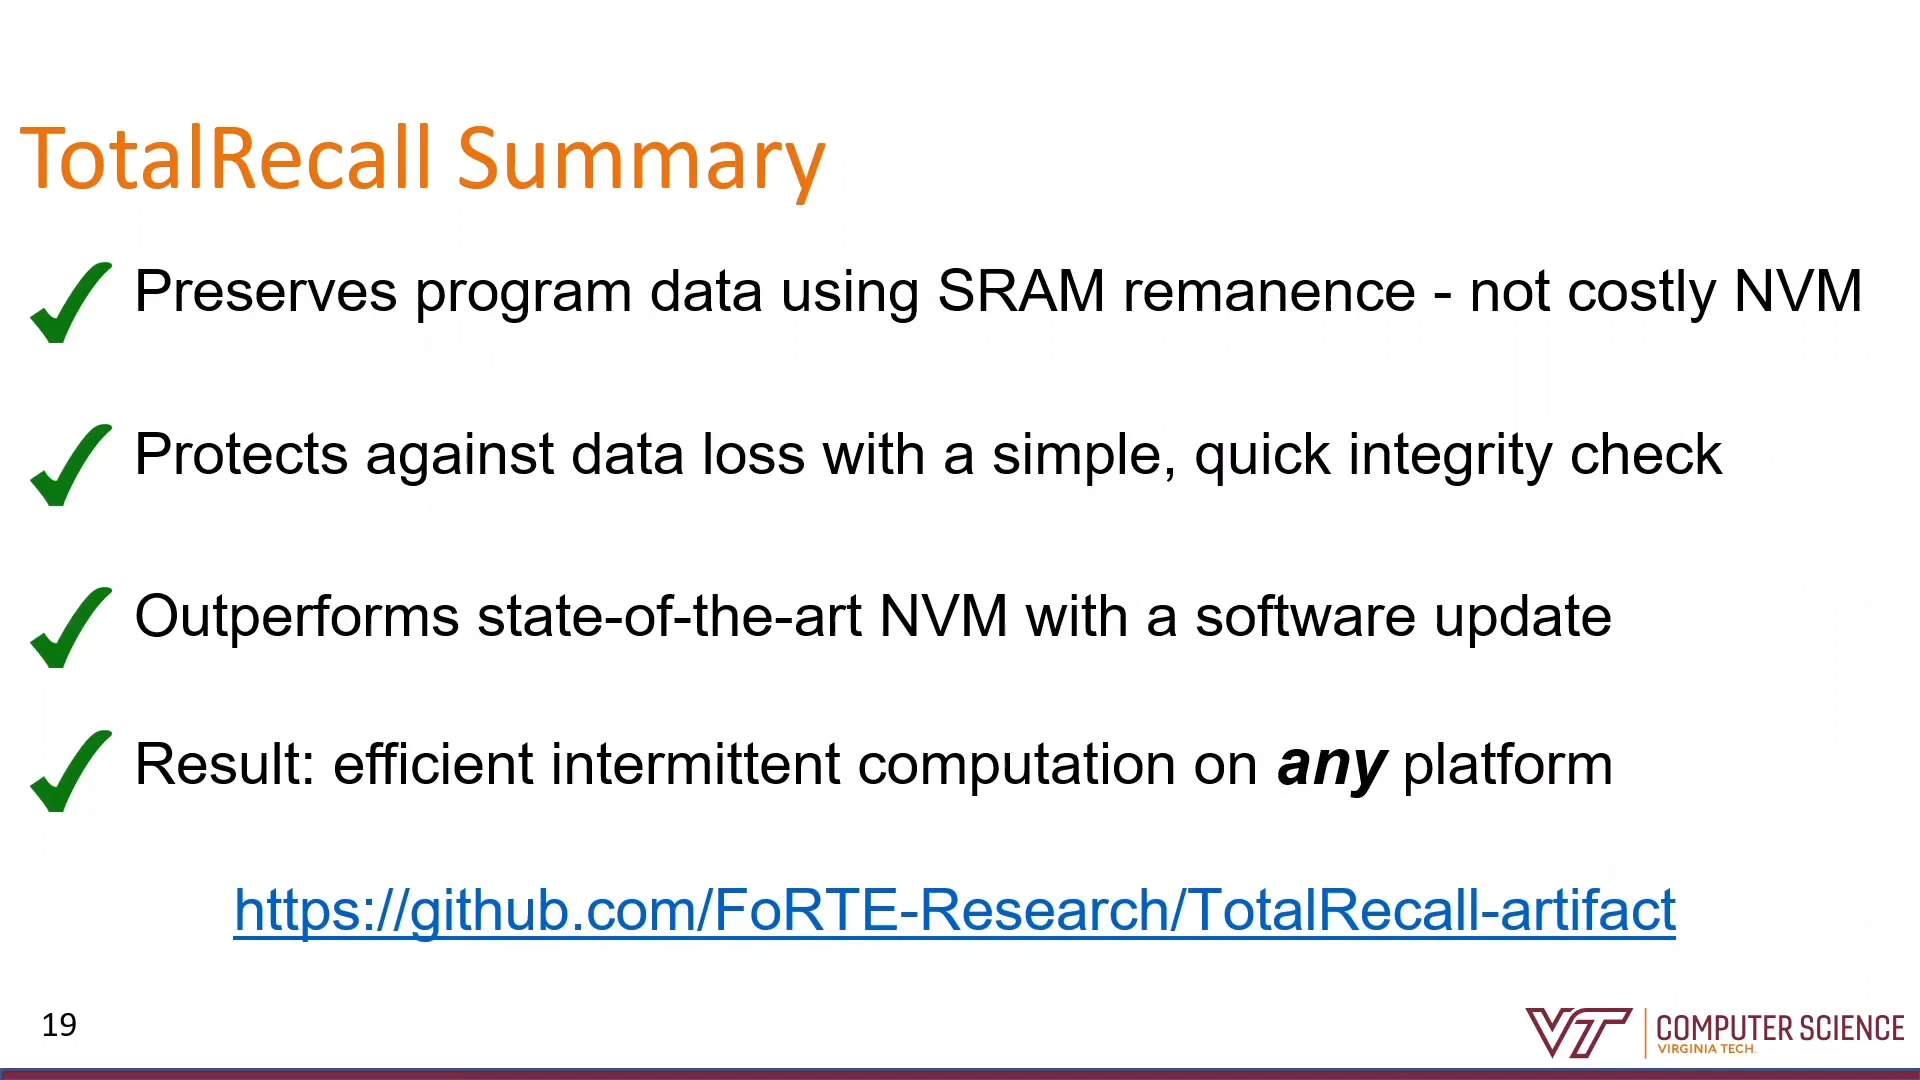 TotalRecall Summary
Preserves program data using SRAM remanence - not costly NVM
Protects against data loss with a simple, quick integrity check
Outperforms state-of-the-art NVM with a software update
Result: efficient intermittent computation on any platform
https://github.com/FoRTE-Research/TotalRecall-artifact
19
VT COMPUTER SCIENCE
VIRGINIA TECH